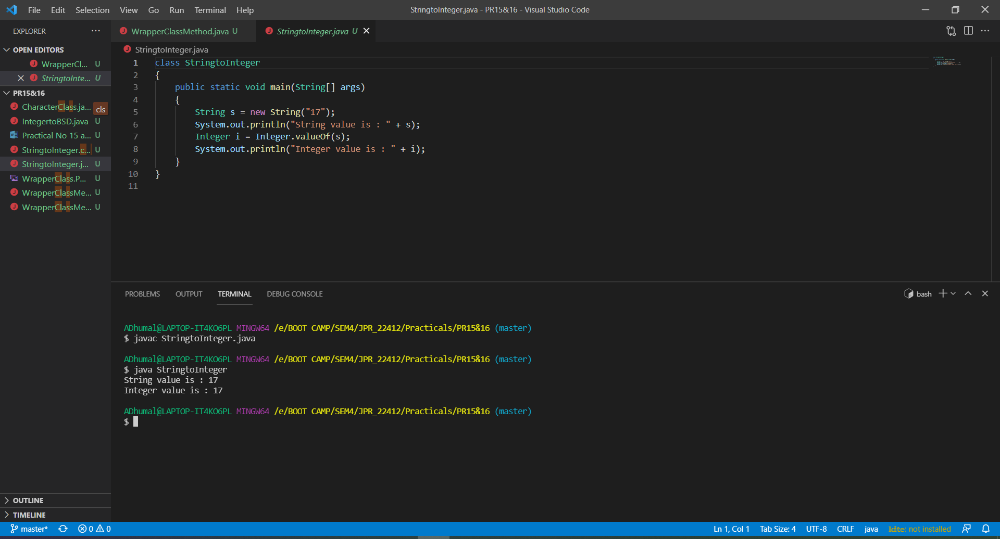 File Edit Selection View Go Run Terminal Help
StringtoInteger.java - PR15&16 - Visual Studio Code
EXPLORER
OPEN EDITORS
WrapperCl... U
StringtoInte... U
PR15&16
CharacterClass.ja...
cls
IntegertoBSD.java U
Practical No 15 a... U
StringtoInteger.c... U
StringtoInteger.j... U
WrapperClass.P... U
WrapperClassMe... U
WrapperClassMe... U
OUTLINE
TIMELINE
WrapperClassMethod.java U
StringtoInteger.java U
StringtoInteger.java
1 class StringtoInteger
2 {
3 public static void main(String[] args)
4 {
5 String s = new String("17");
6 System.out.println("String value is : " + s);
7 Integer i = Integer.valueOf(s);
8 System.out.println("Integer value is : " + i);
9 }
10 }
11
PROBLEMS OUTPUT TERMINAL DEBUG CONSOLE
bash
ADhumal@LAPTOP-IT4KO6PL MINGW64 /e/BOOT CAMP/SEM4/JPR_22412/Practicals/PR15&16 (master)
$ javac StringtoInteger.java
ADhumal@LAPTOP-IT4KO6PL MINGW64 /e/BOOT CAMP/SEM4/JPR_22412/Practicals/PR15&16 (master)
$ java StringtoInteger
String value is : 17
Integer value is : 17
ADhumal@LAPTOP-IT4KO6PL MINGW64 /e/BOOT CAMP/SEM4/JPR_22412/Practicals/PR15&16 (master)
$
master* 0 0
Ln 1, Col 1 Tab Size: 4 UTF-8 CRLF java kite: not installed